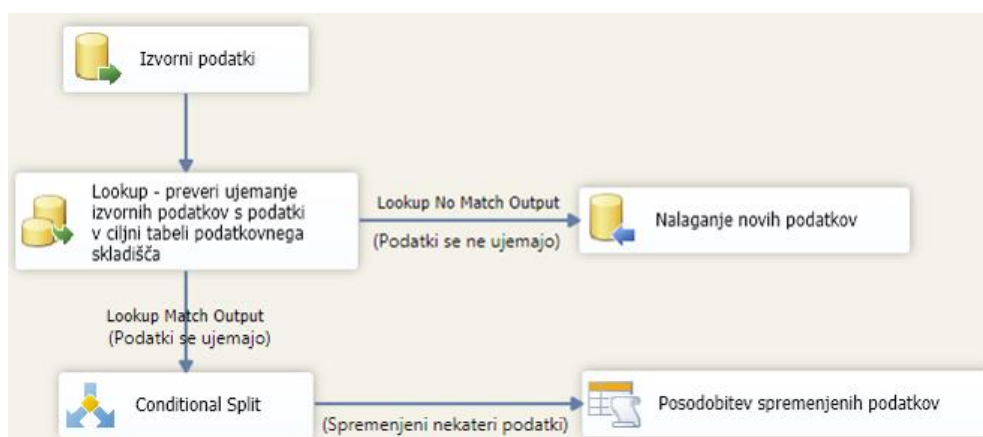 Izvorni podatki
Lookup - preveri ujemanje
izvornih podatkov s podatki
v ciljni tabeli podatkovnega
skladišča
Lookup No Match Output
(Podatki se ne ujemajo)
Nalaganje novih podatkov
Lookup Match Output
(Podatki se ujemajo)
Conditional Split
(Spremenjeni nekateri podatki)
Posodobitev spremenjenih podatkov